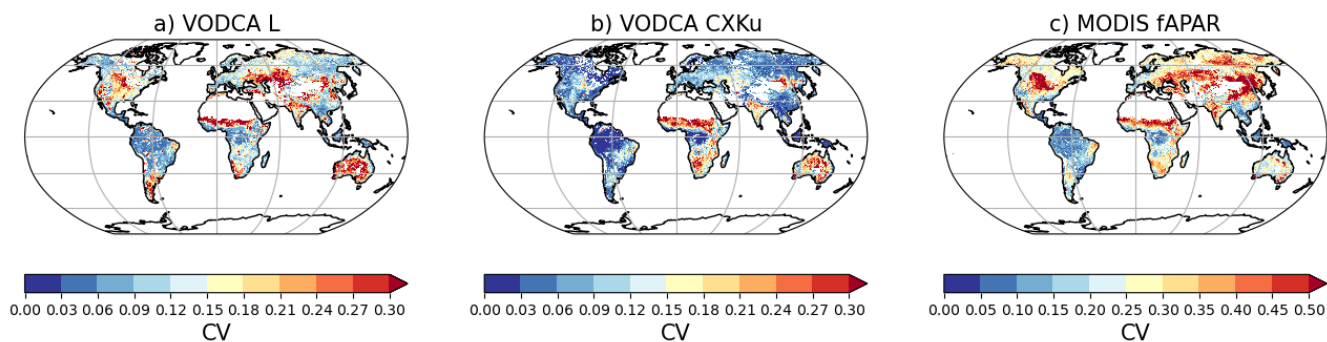 a) VODCA L
b) VODCA CXKu
c) MODIS fAPAR
0.00 0.03 0.06 0.09 0.12 0.15 0.18 0.21 0.24 0.27 0.30
0.00 0.03 0.06 0.09 0.12 0.15 0.18 0.21 0.24 0.27 0.30
0.00 0.05 0.10 0.15 0.20 0.25 0.30 0.35 0.40 0.45 0.50
CV
CV
CV